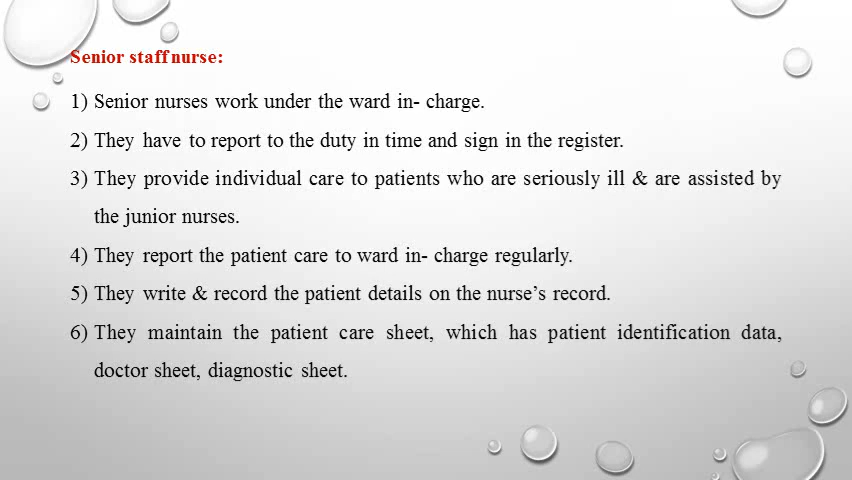 Senior staff nurse:
1) Senior nurses work under the ward in- charge.
2) They have to report to the duty in time and sign in the register.
3) They provide individual care to patients who are seriously ill & are assisted by
the junior nurses.
4) They report the patient care to ward in- charge regularly.
5) They write & record the patient details on the nurse’s record.
6) They maintain the patient care sheet, which has patient identification data,
doctor sheet, diagnostic sheet.